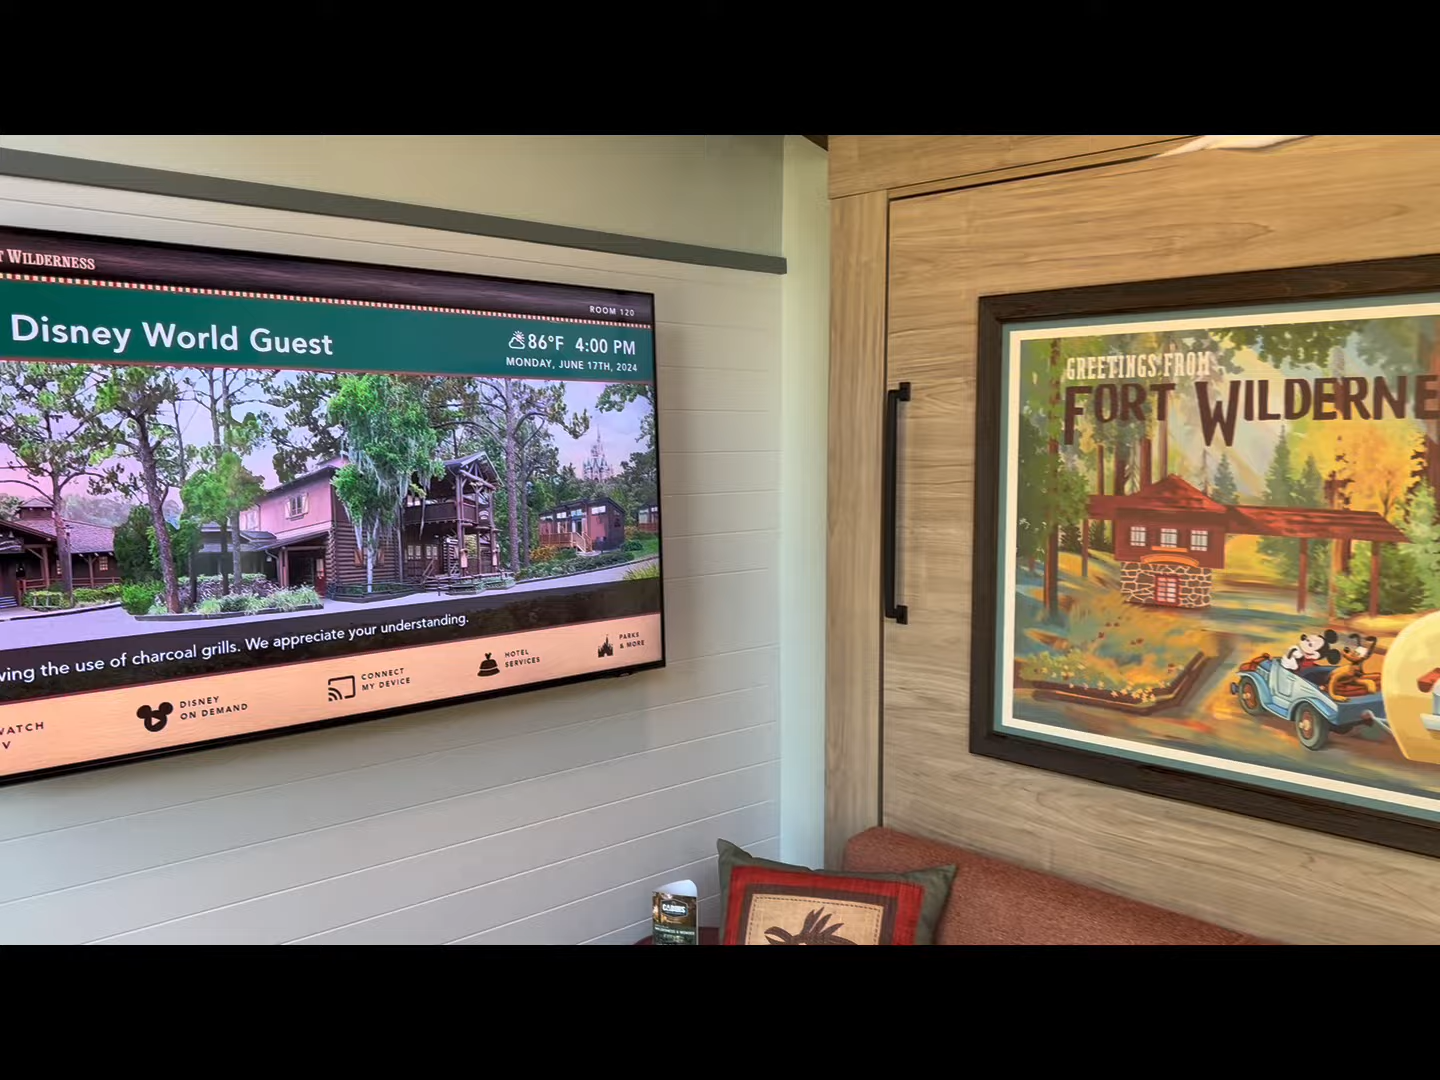 T WILDERNESS
ROOM 120
Disney World Guest
86°F 4:00 PM
MONDAY, JUNE 17TH, 2024
wing the use of charcoal grills. We appreciate your understanding.
WATCH
V
DISNEY
ON DEMAND
CONNECT
MY DEVICE
HOTEL
SERVICES
PARKS
& MORE
GREETINGS FROM
FORT WILDERNE
CABINS